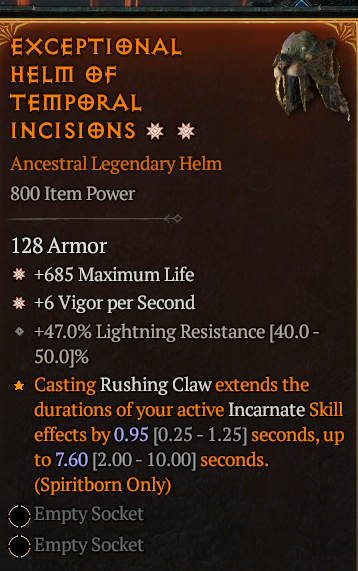 EXCEPTIONAL
HELM OF
TEMPORAL
INCISIONS
Ancestral Legendary Helm
800 Item Power
128 Armor
+685 Maximum Life
+6 Vigor per Second
+47.0% Lightning Resistance [40.0 -
50.0]%
Casting Rushing Claw extends the
durations of your active Incarnate Skill
effects by 0.95 [0.25 - 1.25] seconds, up
to 7.60 [2.00 - 10.00] seconds.
(Spiritborn Only)
Empty Socket
Empty Socket